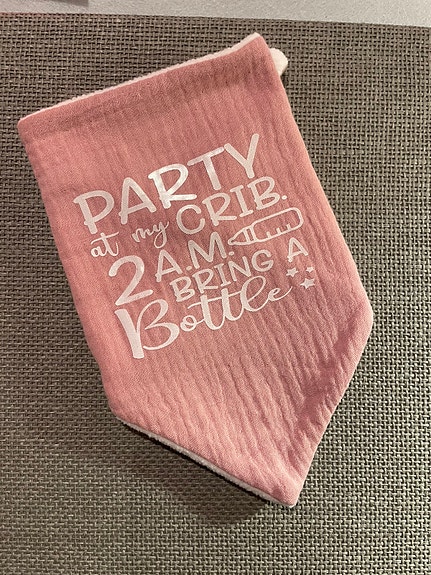 PARTY
at my CRIB.
2 A.M.
BRING A
Bottle